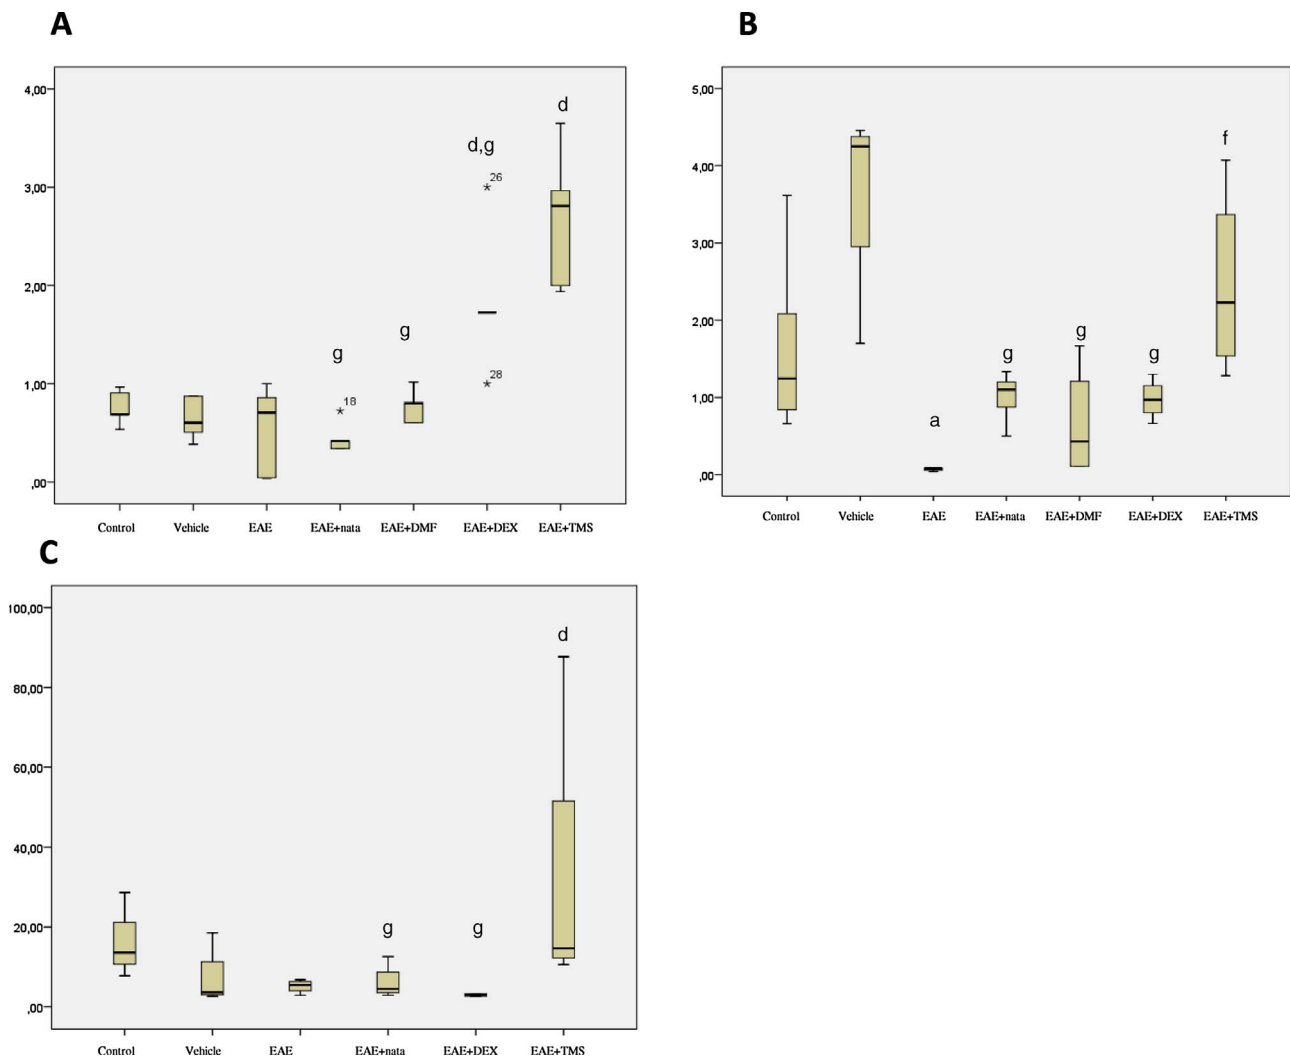 A
4,00
3,00
2,00
1,00
,00
d
d,g
26
g
g
28
18
Control Vehicle EAE EAE+nata EAE+DMF EAE+DEX EAE+TMS
B
5,00
4,00
3,00
2,00
1,00
,00
f
g
g
g
a
Control Vehicle EAE EAE+nata EAE+DMF EAE+DEX EAE+TMS
C
100,00
80,00
60,00
40,00
20,00
,00
d
g
g
Control Vehicle EAE EAE+nata EAE+DEX EAE+TMS